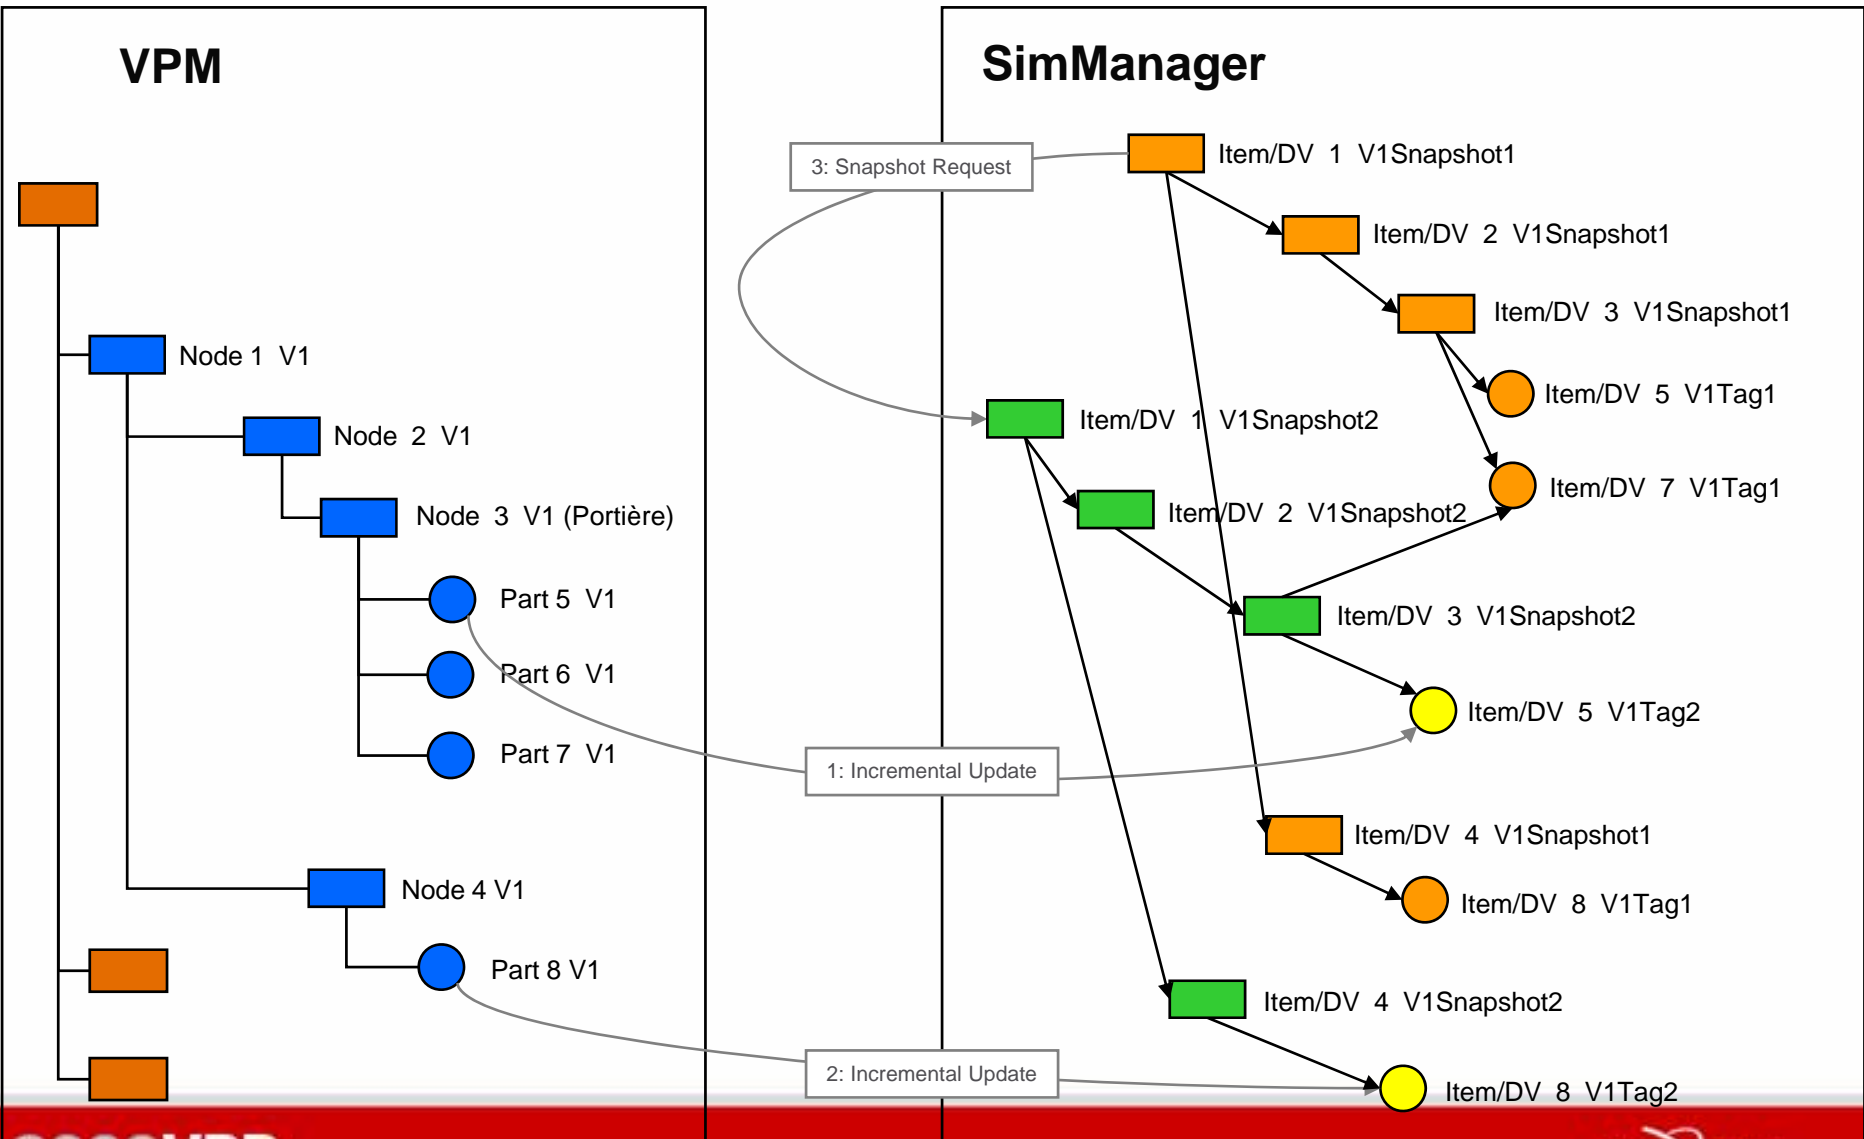 VPM
Node 1 V1
Node 2 V1
Node 3 V1 (Portière)
Part 5 V1
Part 6 V1
Part 7 V1
Node 4 V1
Part 8 V1
SimManager
3: Snapshot Request
Item/DV 1 V1Snapshot1
Item/DV 2 V1Snapshot1
Item/DV 3 V1Snapshot1
Item/DV 5 V1Tag1
Item/DV 1 V1Snapshot2
Item/DV 7 V1Tag1
Item/DV 2 V1Snapshot2
Item/DV 3 V1Snapshot2
Item/DV 5 V1Tag2
1: Incremental Update
Item/DV 4 V1Snapshot1
Item/DV 8 V1Tag1
Item/DV 4 V1Snapshot2
2: Incremental Update
Item/DV 8 V1Tag2